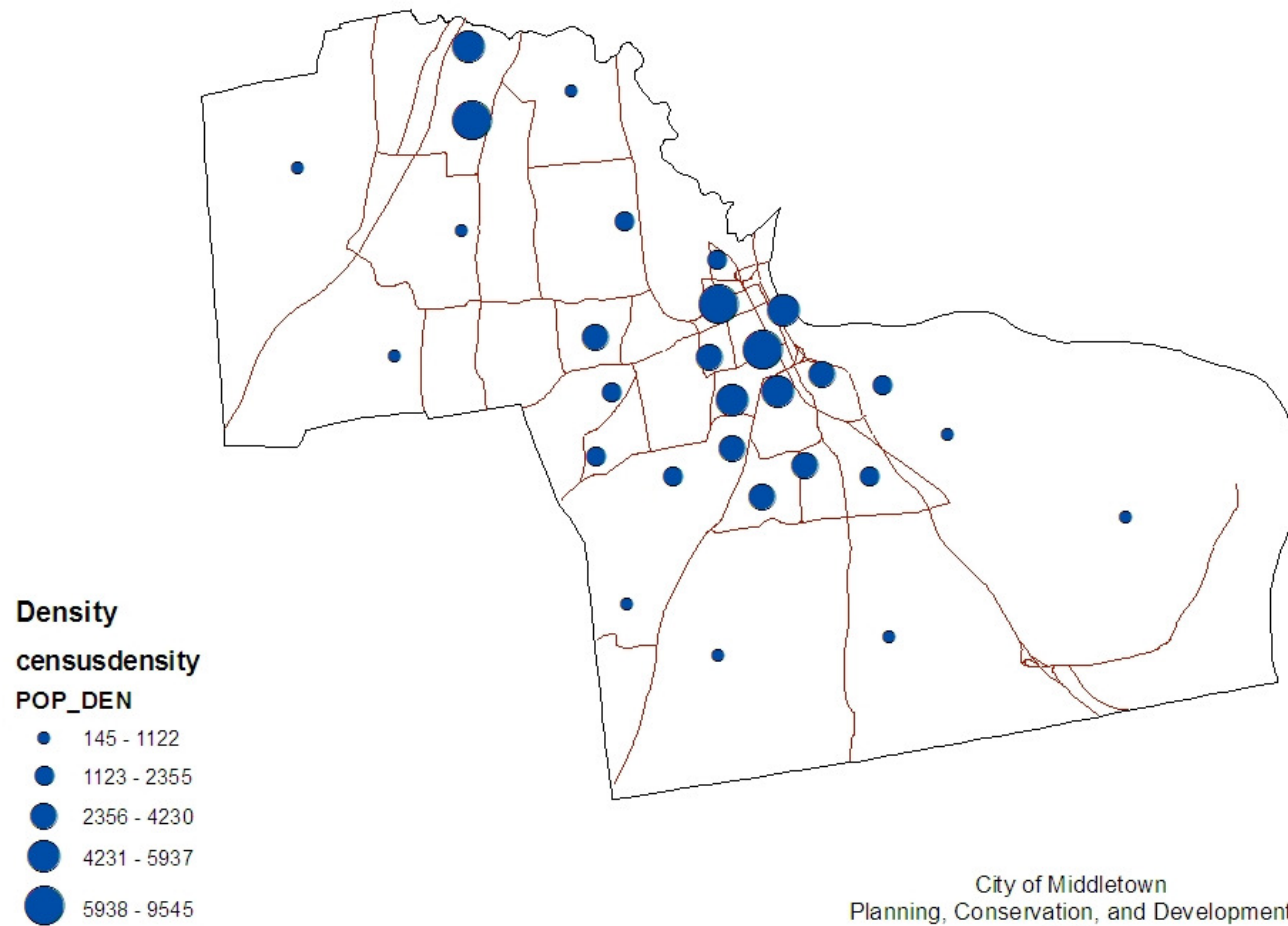 Density
censusdensity
POP_DEN
145 - 1122
1123 - 2355
2356 - 4230
4231 - 5937
5938 - 9545
City of Middletown
Planning, Conservation, and Development